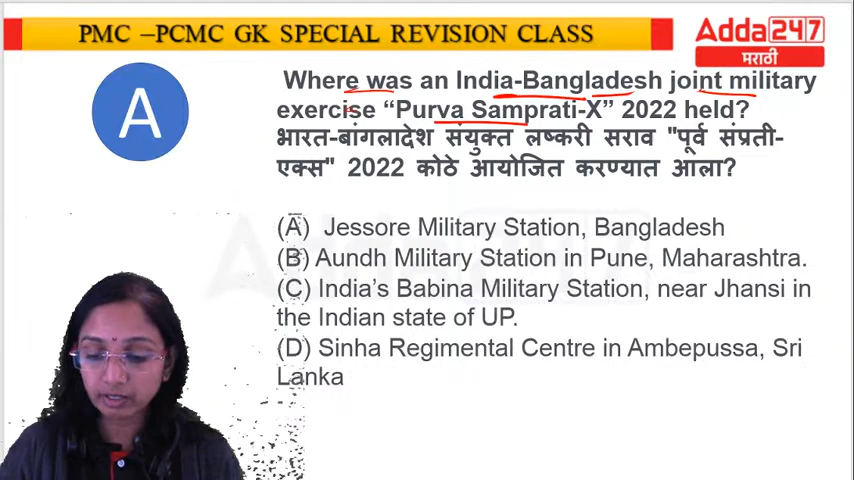 PMC –PCMC GK SPECIAL REVISION CLASS
Adda247
मराठी
A
Where was an India-Bangladesh joint military
exercise “Purva Samprati-X” 2022 held?
भारत-बांगलादेश संयुक्त लष्करी सराव "पूर्व संप्रती-
एक्स" 2022 कोठे आयोजित करण्यात आला?
(A) Jessore Military Station, Bangladesh
(B) Aundh Military Station in Pune, Maharashtra.
(C) India’s Babina Military Station, near Jhansi in
the Indian state of UP.
(D) Sinha Regimental Centre in Ambepussa, Sri
Lanka